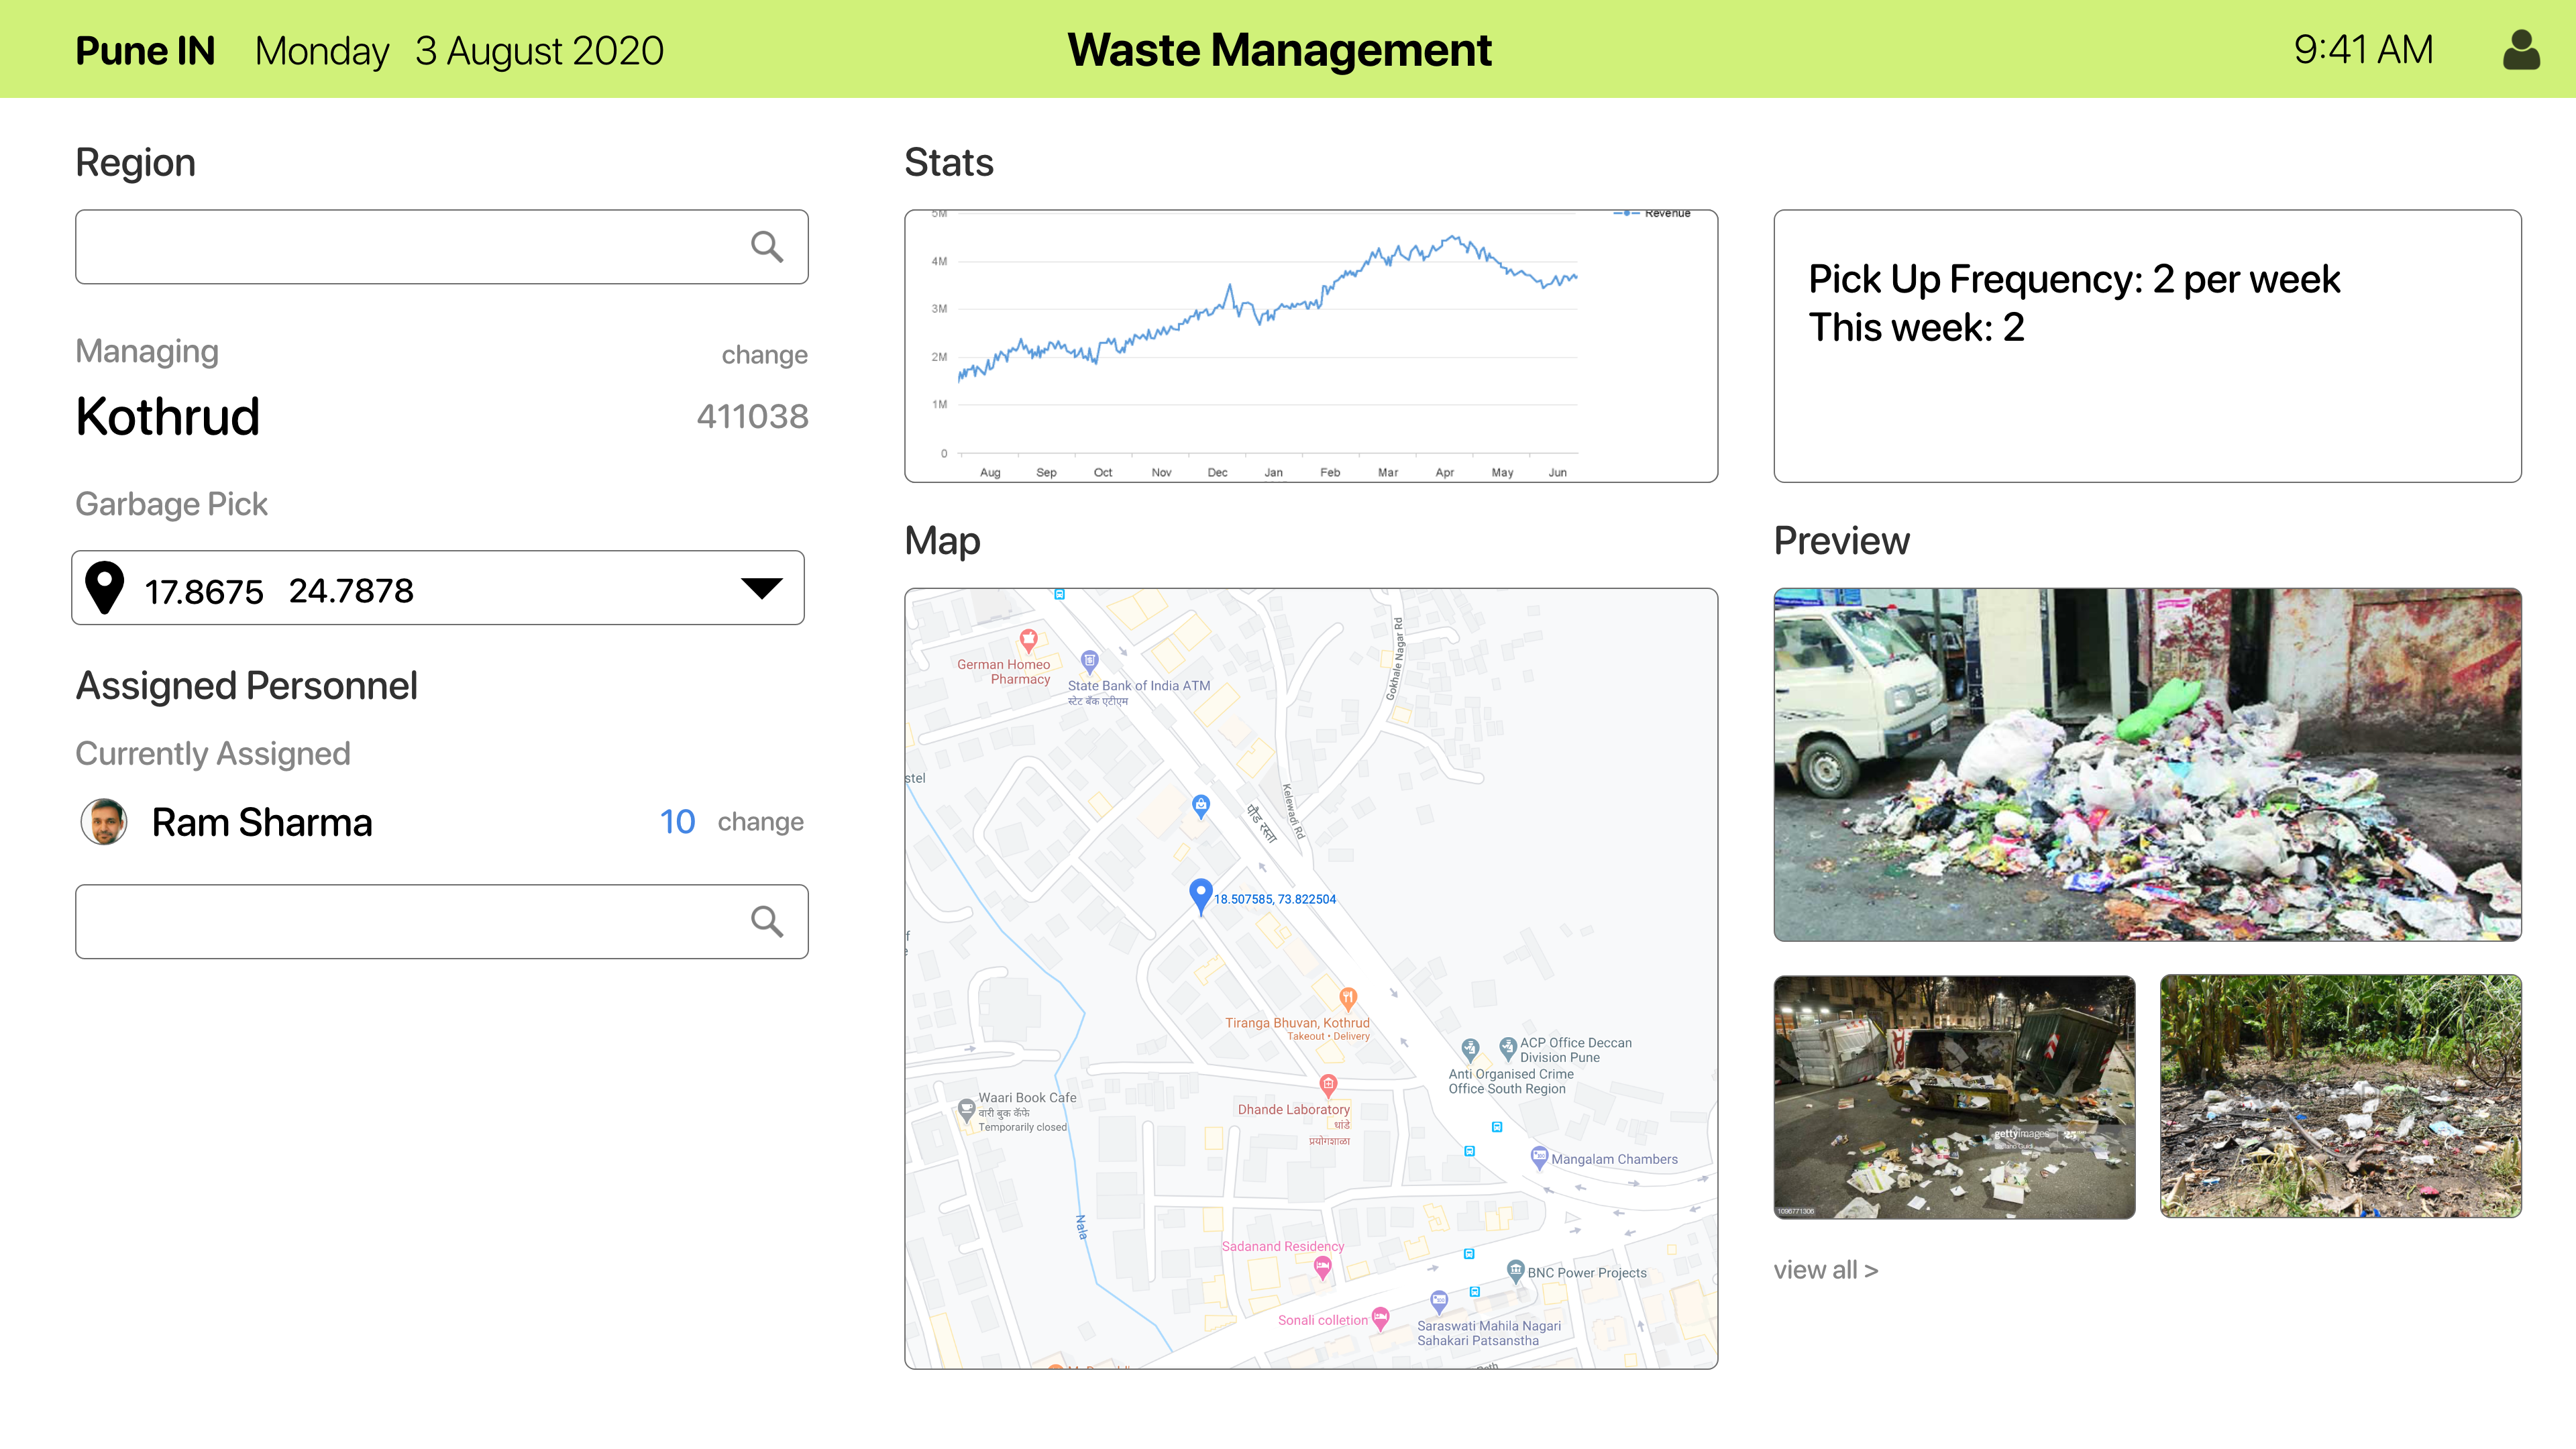 Pune IN Monday 3 August 2020 Waste Management 9:41 AM
Region
Managing change
Kothrud 411038
Garbage Pick
17.8675 24.7878
Assigned Personnel
Currently Assigned
Ram Sharma 10 change
Stats
Revenue
5M
4M
3M
2M
1M
0
Aug Sep Oct Nov Dec Jan Feb Mar Apr May Jun
Pick Up Frequency: 2 per week
This week: 2
Map
German Homeo
Pharmacy
State Bank of India ATM
स्टेट बँक एटीएम
Gokhale Nagar Rd
stel
Kelewadi Rd
पौड रस्ता
18.507585, 73.822504
f
Tiranga Bhuvan, Kothrud
Takeout • Delivery
ACP Office Deccan
Division Pune
Anti Organised Crime
Office South Region
Waari Book Cafe
वारी बुक कॅफे
Temporarily closed
Dhande Laboratory
धांडे
प्रयोगशाळा
Mangalam Chambers
Nala
Sadanand Residency
BNC Power Projects
Sonali colletion
Saraswati Mahila Nagari
Sahakari Patsanstha
Preview
gettyimages
1096771306
view all >